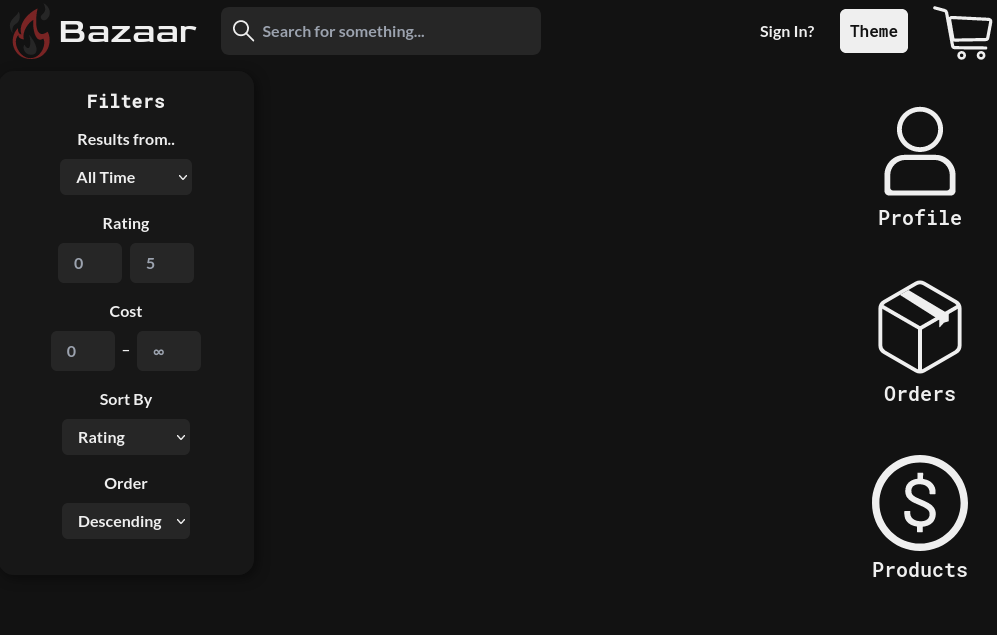 Bazaar
Search for something...
Sign In?
Theme
Filters
Results from..
All Time
Rating
0 5
Cost
0 – ∞
Sort By
Rating
Order
Descending
Profile
Orders
$
Products